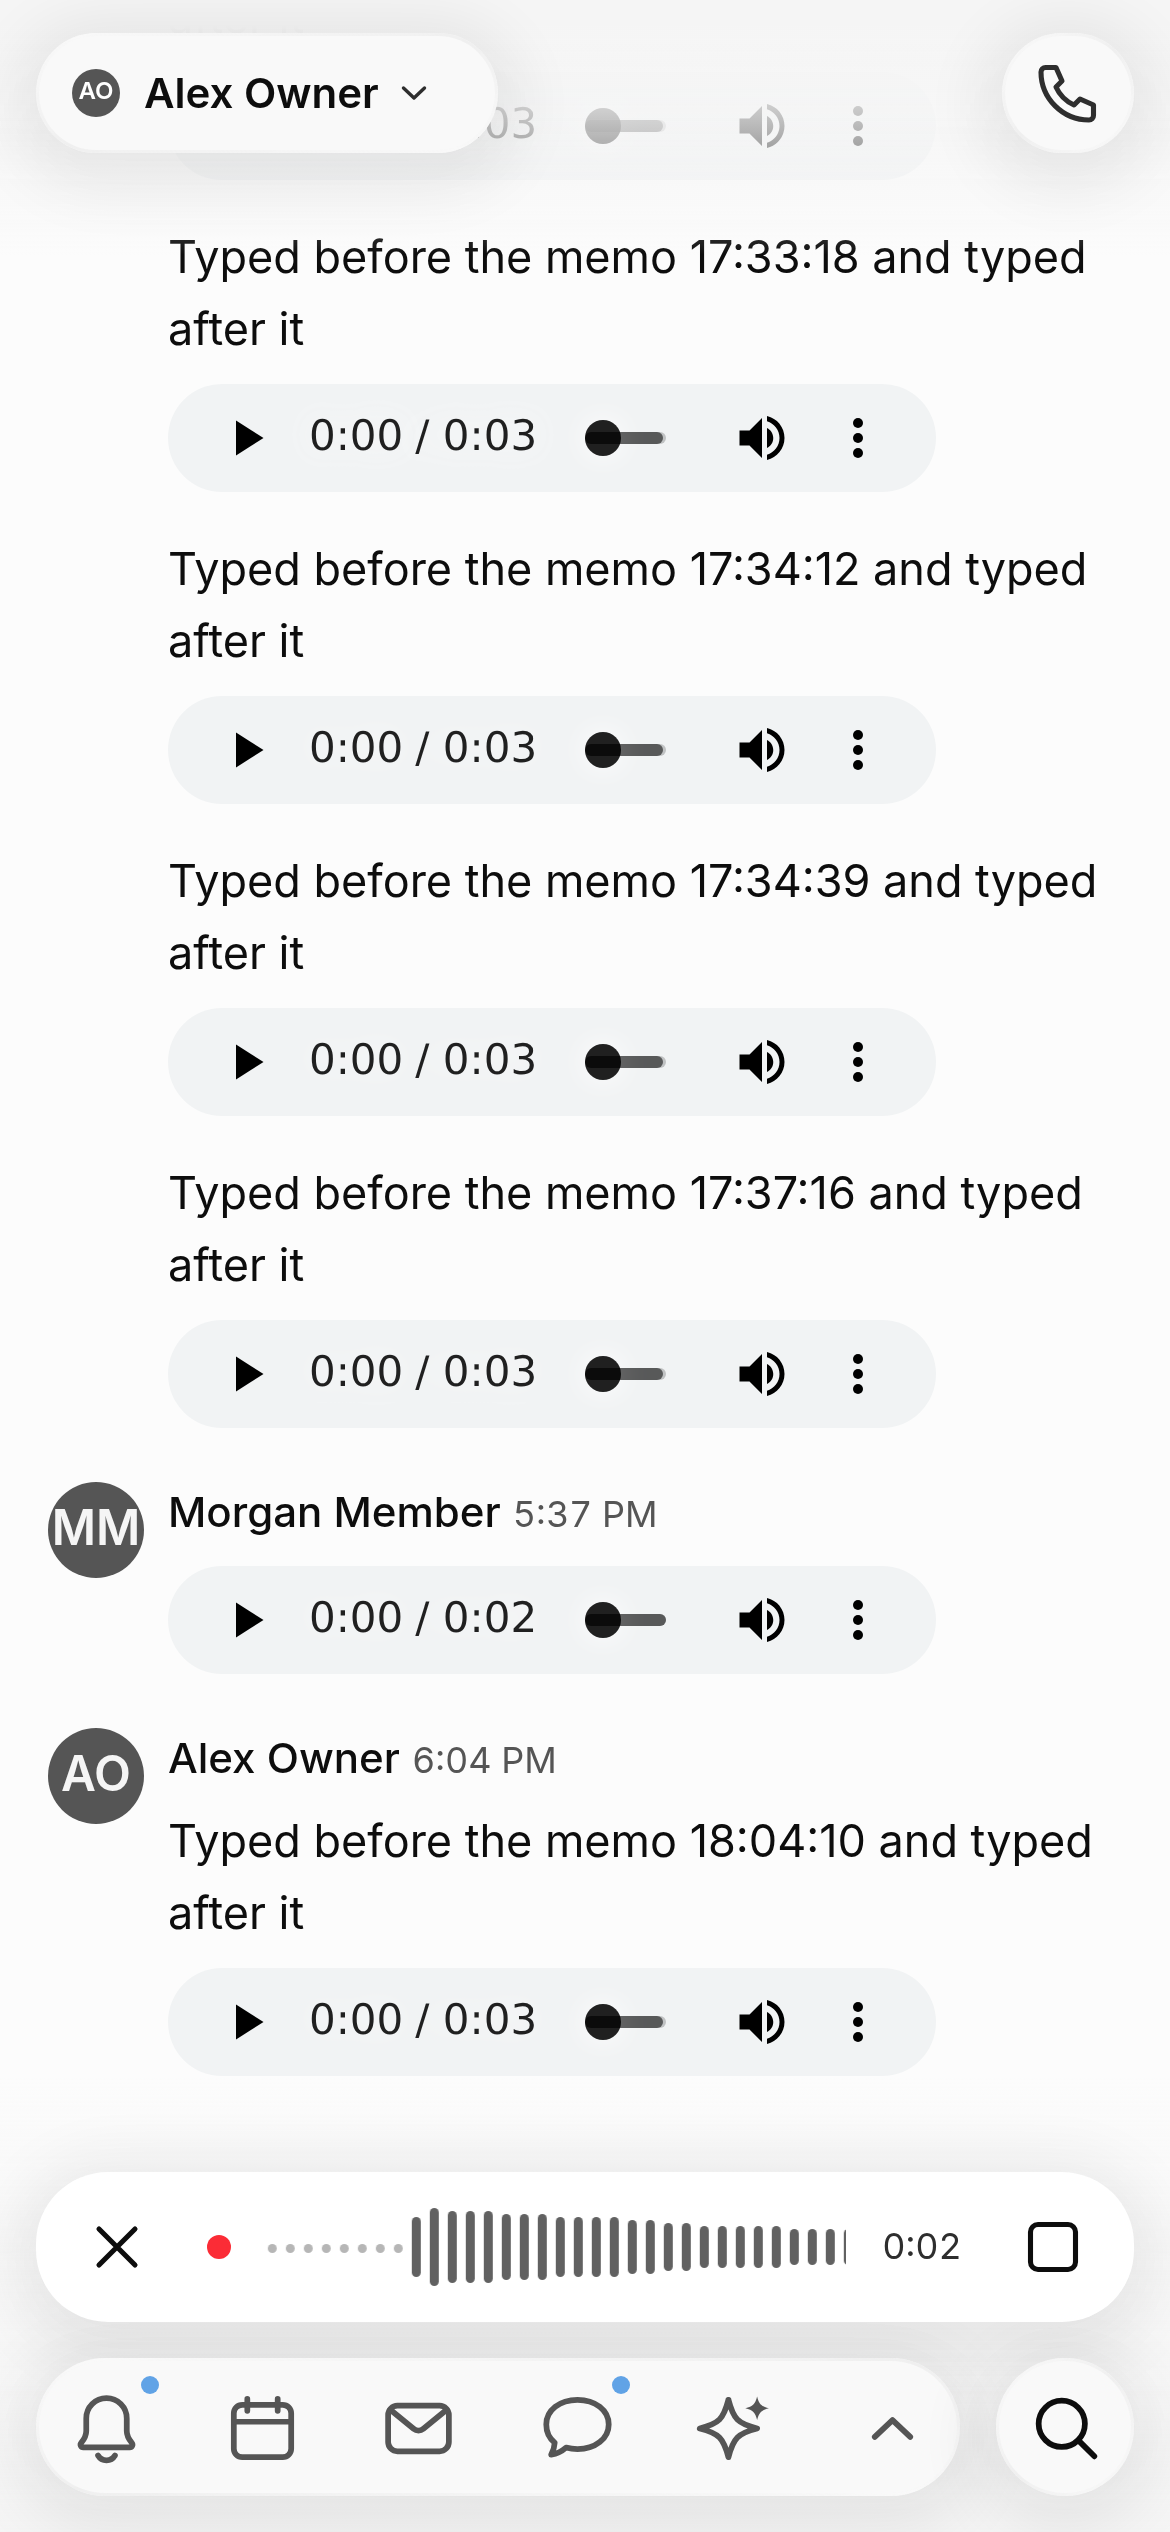 AO Alex Owner
03
Typed before the memo 17:33:18 and typed
after it
0:00 / 0:03
Typed before the memo 17:34:12 and typed
after it
0:00 / 0:03
Typed before the memo 17:34:39 and typed
after it
0:00 / 0:03
Typed before the memo 17:37:16 and typed
after it
0:00 / 0:03
MM Morgan Member 5:37 PM
0:00 / 0:02
AO Alex Owner 6:04 PM
Typed before the memo 18:04:10 and typed
after it
0:00 / 0:03
0:02